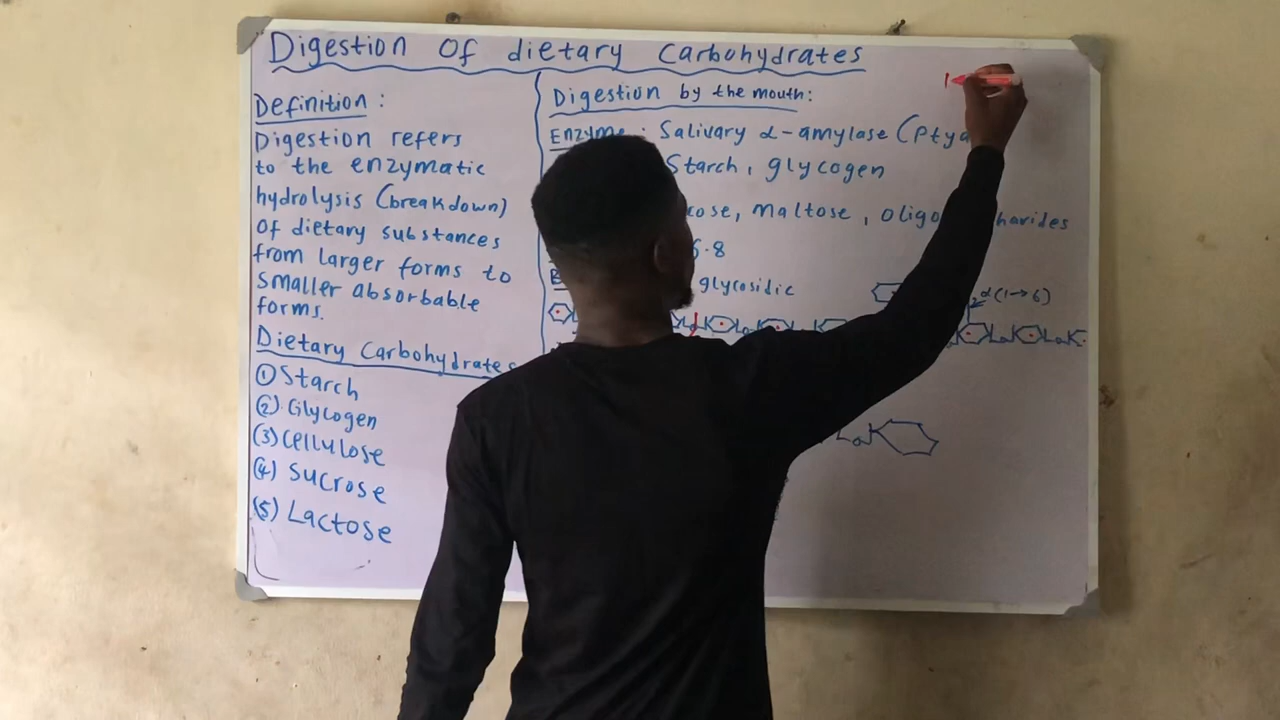 Digestion Of dietary Carbohydrates
Definition:
Digestion refers
to the enzymatic
hydrolysis (breakdown)
Of dietary substances
from larger forms to
smaller absorbable
forms.
Dietary Carbohydrates
① Starch
(2) Glycogen
(3) Cellulose
(4) Sucrose
(5) Lactose
Digestion by the mouth:
Enzyme: Salivary α-amylase (Ptya
Starch, glycogen
cose, Maltose, Oligo harides
6.8
glycosidic
α(1→6)